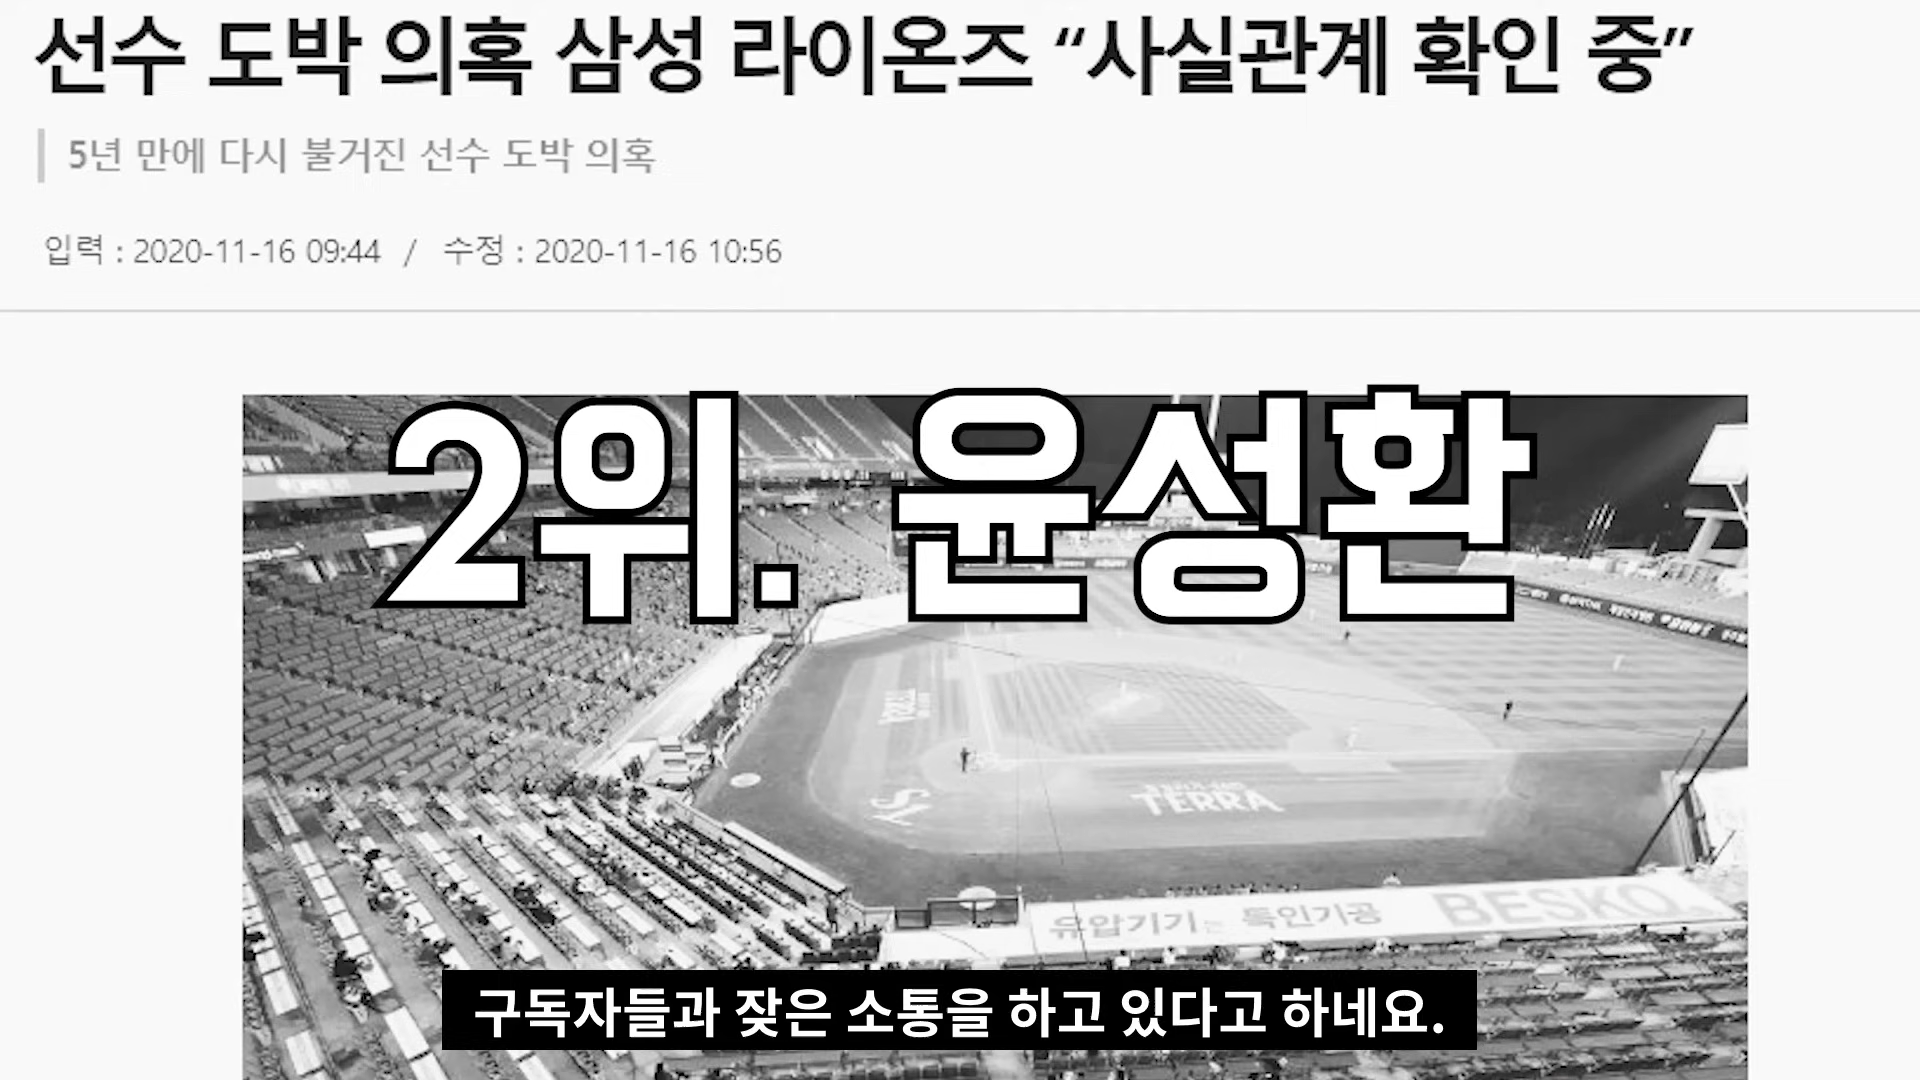 선수 도박 의혹 삼성 라이온즈 “사실관계 확인 중”
5년 만에 다시 불거진 선수 도박 의혹
입력 : 2020-11-16 09:44 / 수정 : 2020-11-16 10:56
2위. 윤성환
TERRA
유압기기는 특인기공 BESKO
구독자들과 잦은 소통을 하고 있다고 하네요.